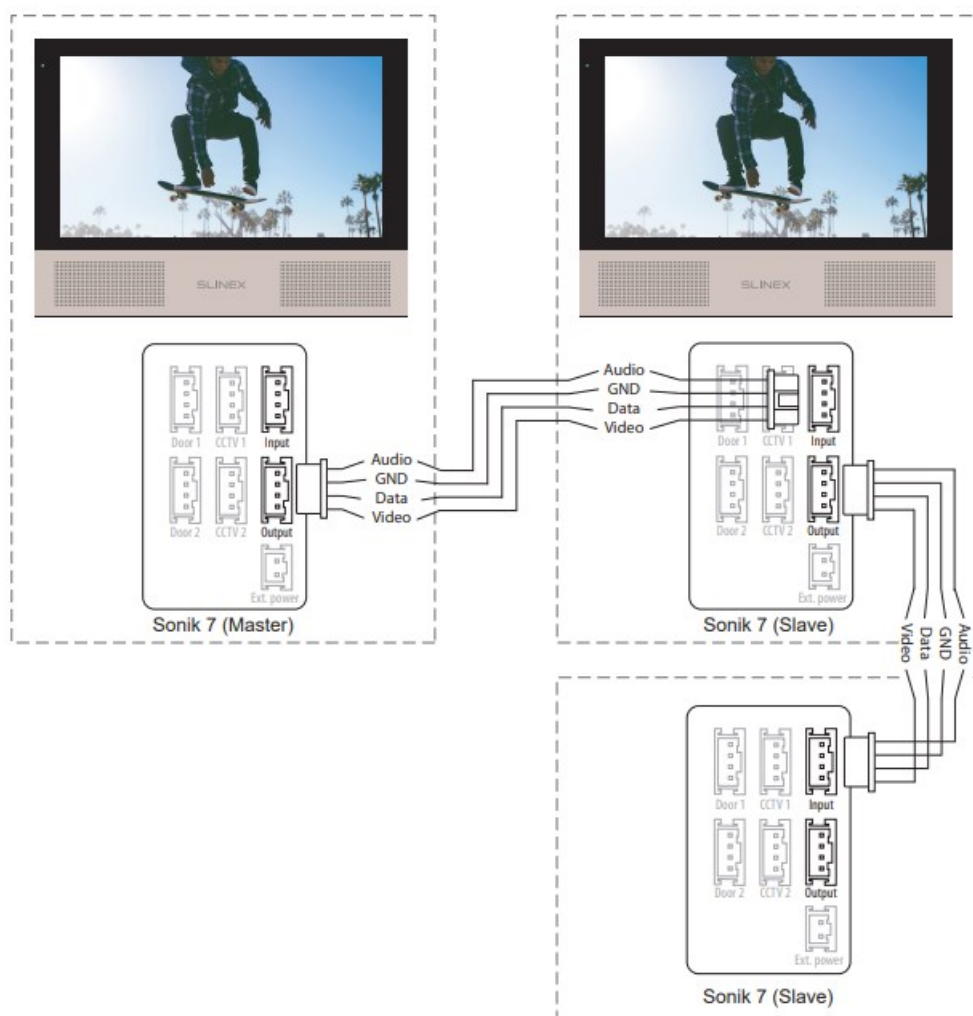 SLINEX
SLINEX
Door 1 CCTV 1 Input
Door 2 CCTV 2 Output
Ext. power
Audio
GND
Data
Video
Sonik 7 (Master)
Audio
GND
Data
Video
Door 1 CCTV 1 Input
Door 2 CCTV 2 Output
Ext. power
Sonik 7 (Slave)
Video
Data
GND
Audio
Door 1 CCTV 1 Input
Door 2 CCTV 2 Output
Ext. power
Sonik 7 (Slave)